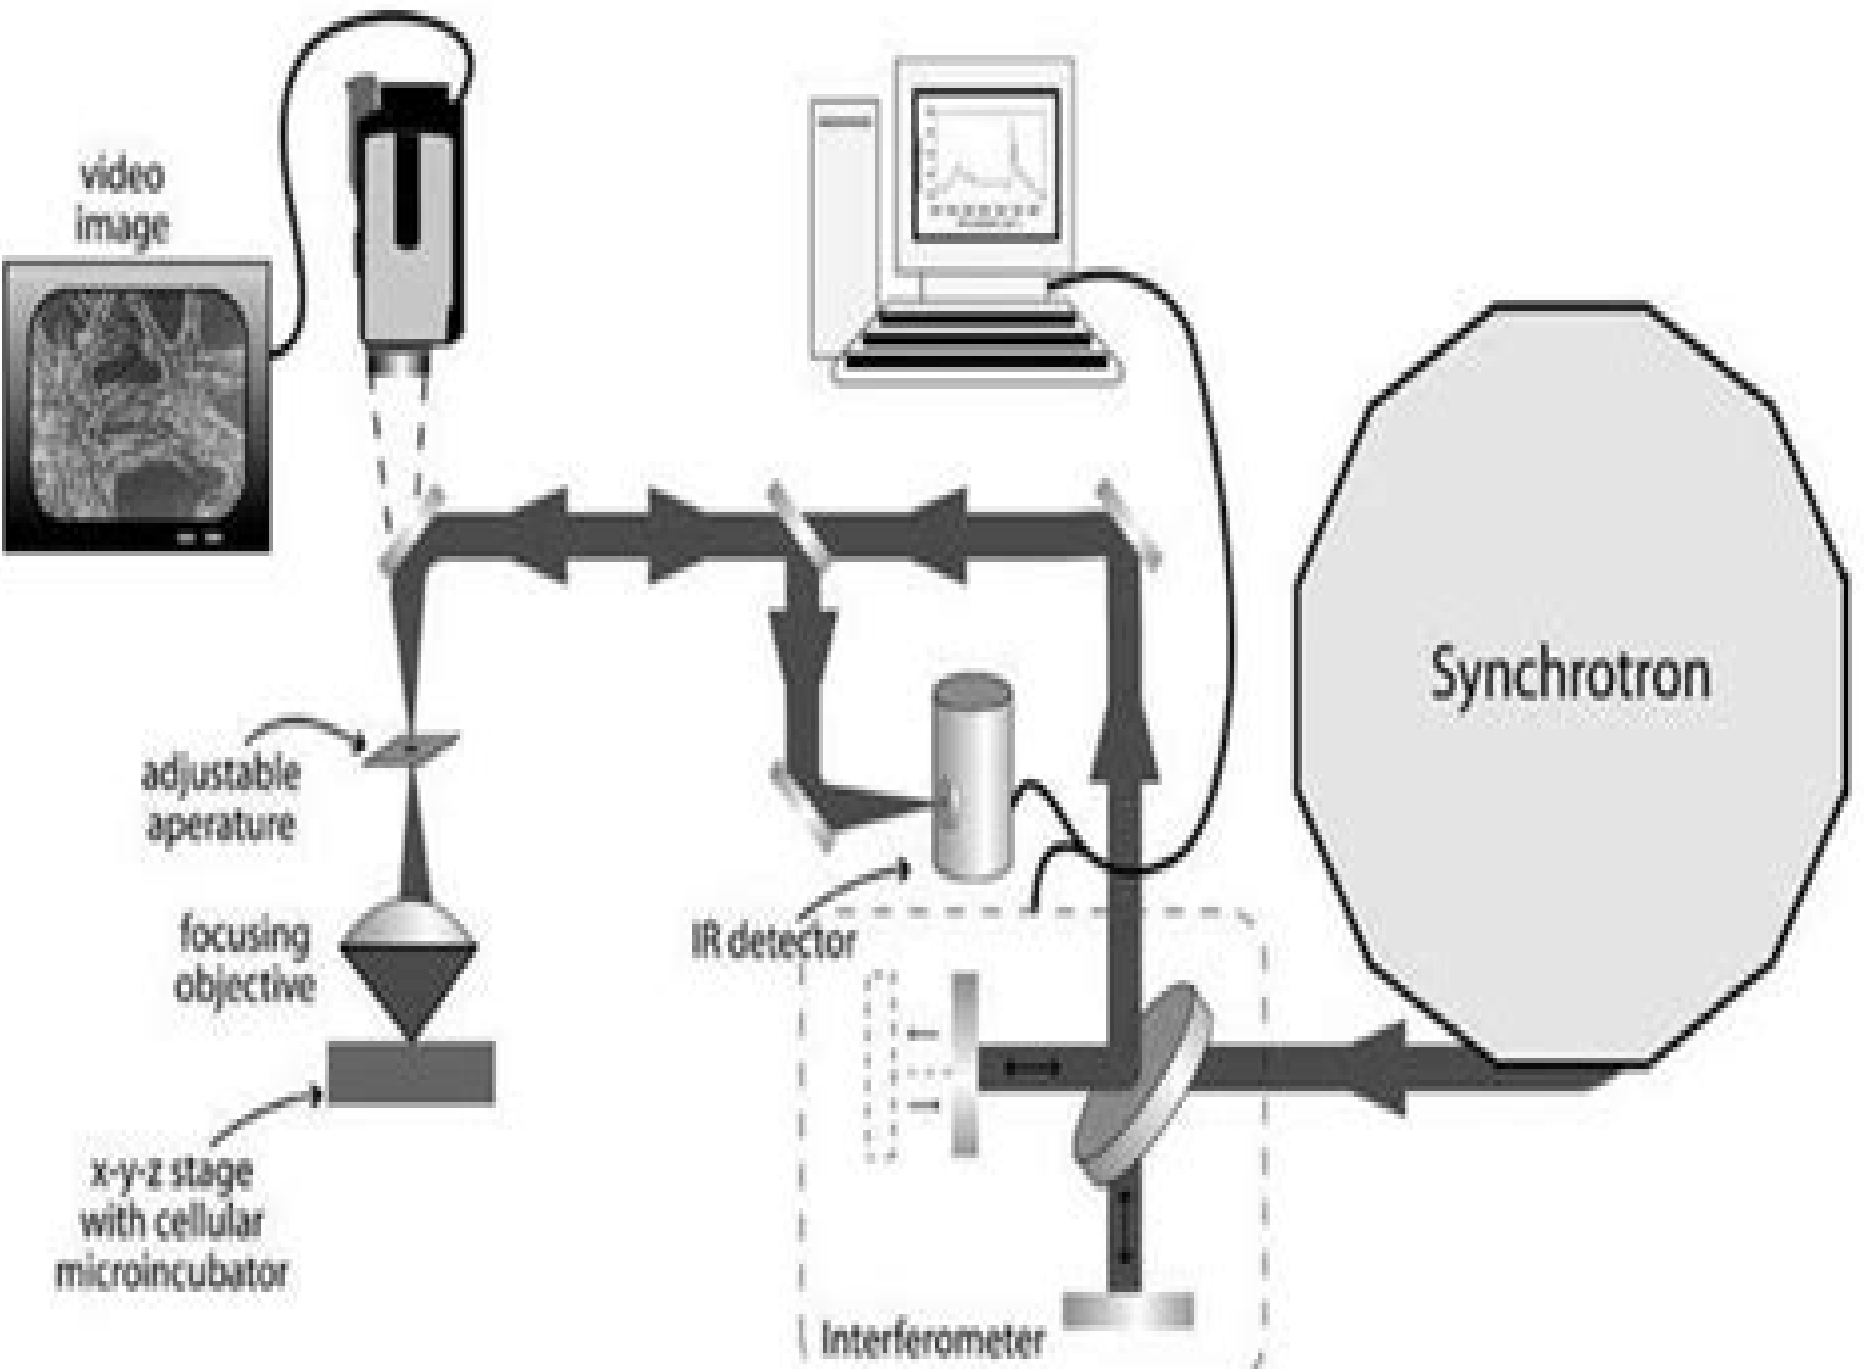 video
image
Synchrotron
adjustable
aperature
focusing
objective
IR detector
x-y-z stage
with cellular
microincubator
Interferometer